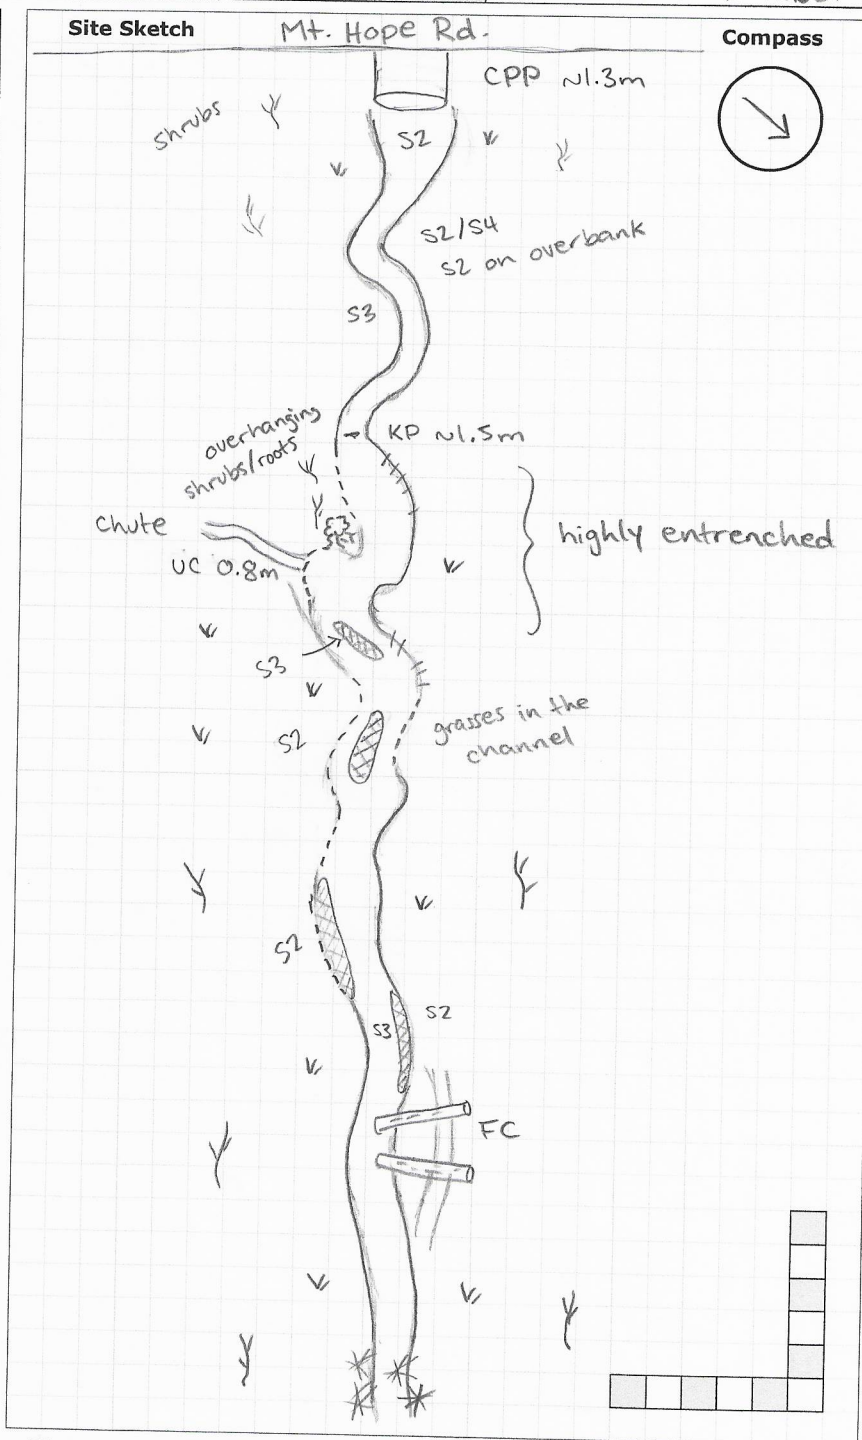 Site Sketch
Mt. Hope Rd.
Compass
CPP ~1.3m
shrubs
S2
S2/S4
S2 on overbank
S3
overhanging
shrubs/roots
KP ~1.5m
Chute
UC 0.8m
highly entrenched
S3
S2
grasses in the
channel
S2
S3
S2
FC